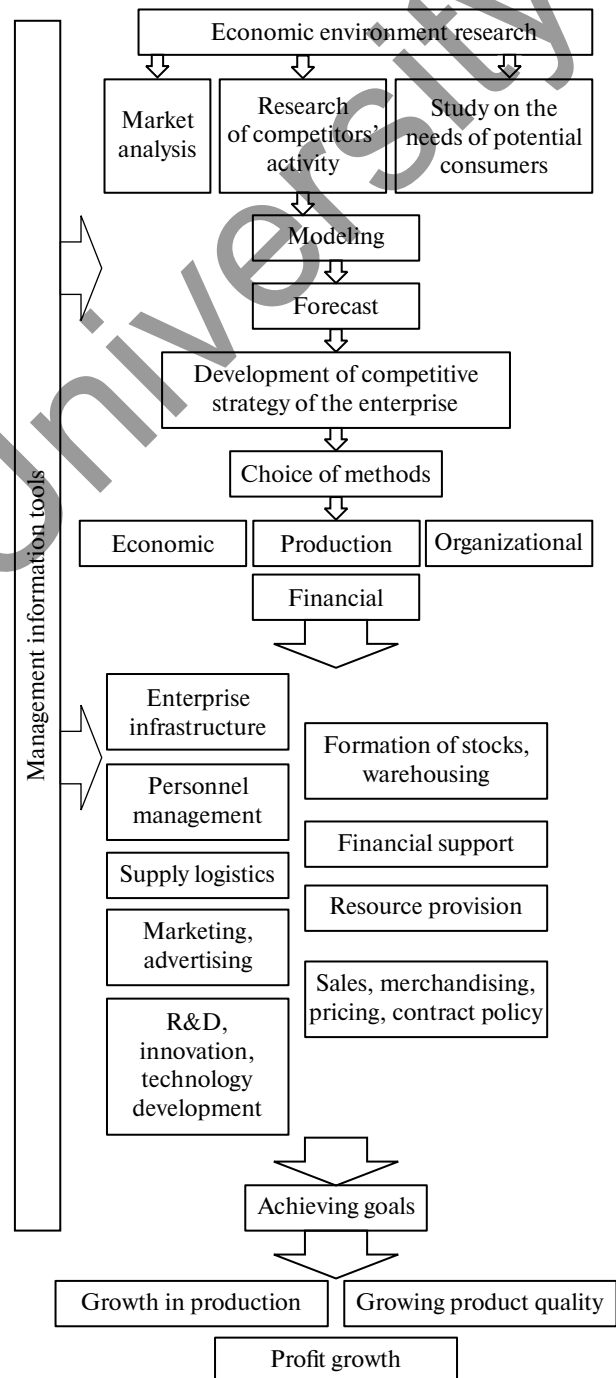 Economic environment research
Market
analysis
Research
of competitors’
activity
Study on the
needs of potential
consumers
Modeling
Forecast
Development of competitive
strategy of the enterprise
Choice of methods
Economic
Production
Organizational
Financial
Management information tools
Enterprise
infrastructure
Personnel
management
Supply logistics
Marketing,
advertising
R&D,
innovation,
technology
development
Formation of stocks,
warehousing
Financial support
Resource provision
Sales, merchandising,
pricing, contract policy
Achieving goals
Growth in production
Growing product quality
Profit growth
University